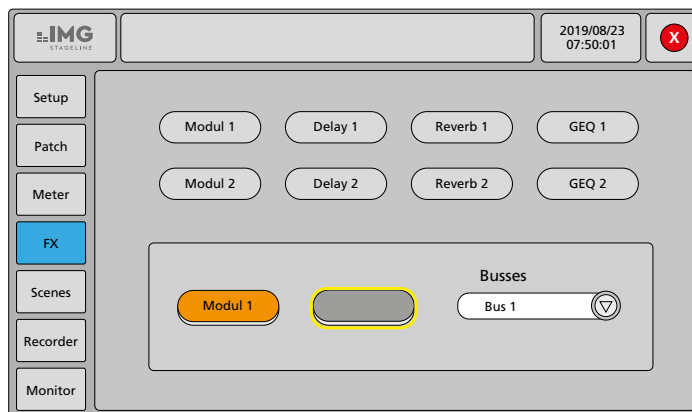 IMG
STAGELINE
2019/08/23
07:50:01
X
Setup
Patch
Meter
FX
Scenes
Recorder
Monitor
Modul 1 Delay 1 Reverb 1 GEQ 1
Modul 2 Delay 2 Reverb 2 GEQ 2
Busses
Modul 1 Bus 1